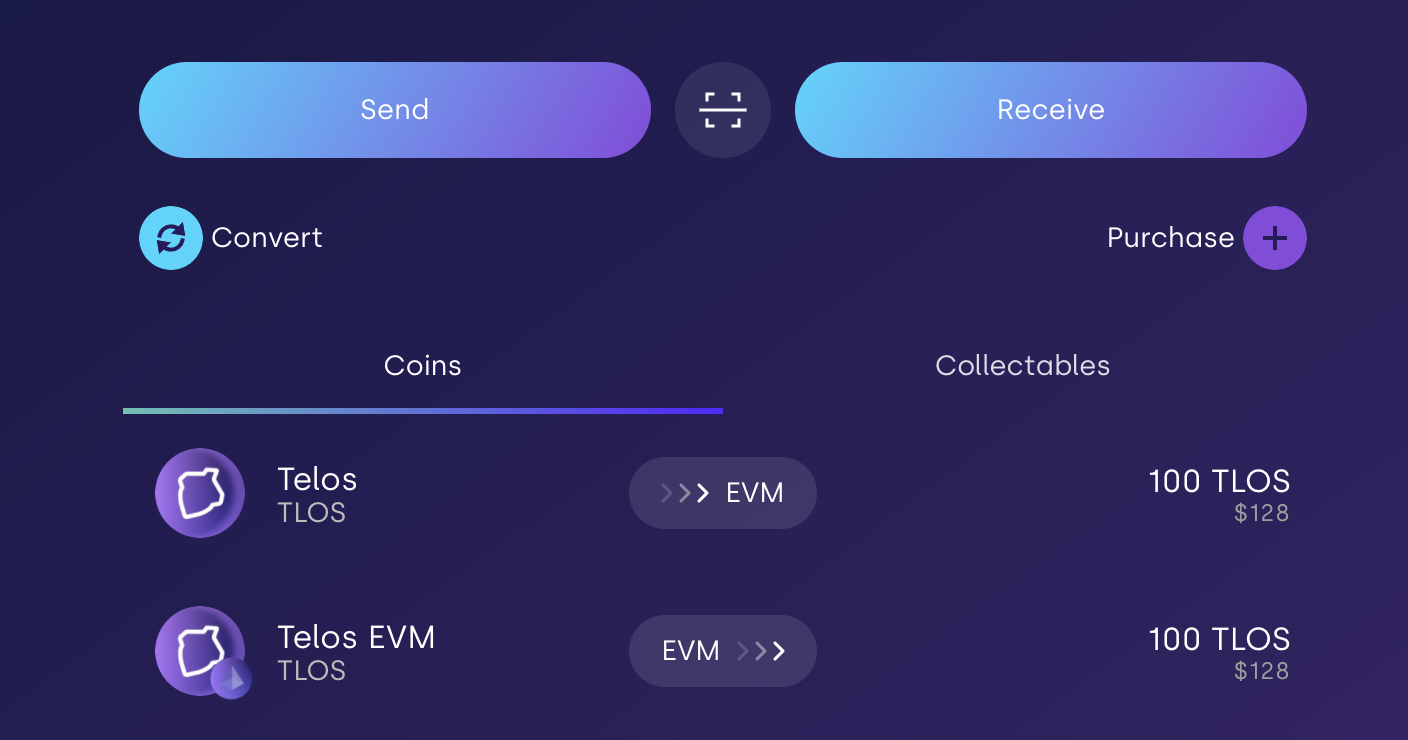 Send
Receive
Convert
Purchase
Coins
Collectables
Telos
TLOS
EVM
100 TLOS
$128
Telos EVM
TLOS
EVM
100 TLOS
$128